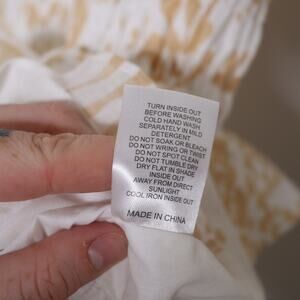 TURN INSIDE OUT
BEFORE WASHING
COLD HAND WASH
SEPARATELY IN MILD
DETERGENT
DO NOT SOAK OR BLEACH
DO NOT WRING OR TWIST
DO NOT SPOT CLEAN
DO NOT TUMBLE DRY
DRY FLAT IN SHADE
INSIDE OUT
AWAY FROM DIRECT
SUNLIGHT
COOL IRON INSIDE OUT
MADE IN CHINA